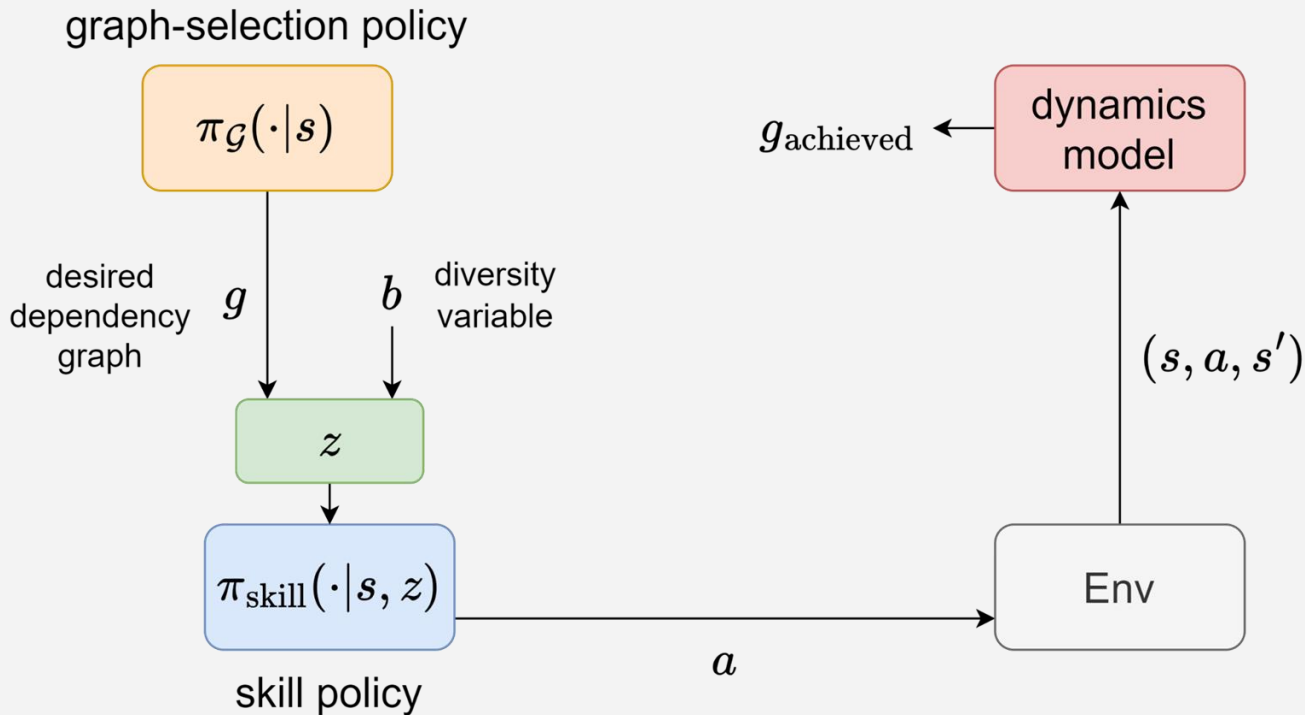 graph-selection policy
π_𝒢(·|s)
dynamics
model
g_achieved
desired
dependency
graph
g
b
diversity
variable
(s, a, s′)
z
π_skill(·|s, z)
Env
a
skill policy